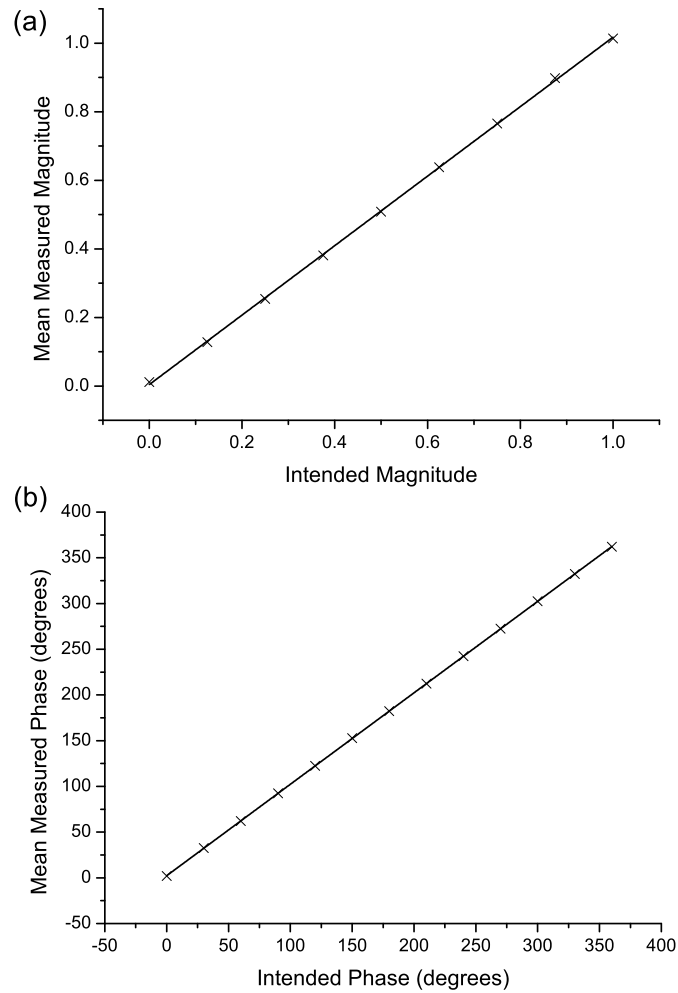 (a)
Mean Measured Magnitude
1.0
0.8
0.6
0.4
0.2
0.0
0.0 0.2 0.4 0.6 0.8 1.0
Intended Magnitude
(b)
Mean Measured Phase (degrees)
400
350
300
250
200
150
100
50
0
-50
-50 0 50 100 150 200 250 300 350 400
Intended Phase (degrees)